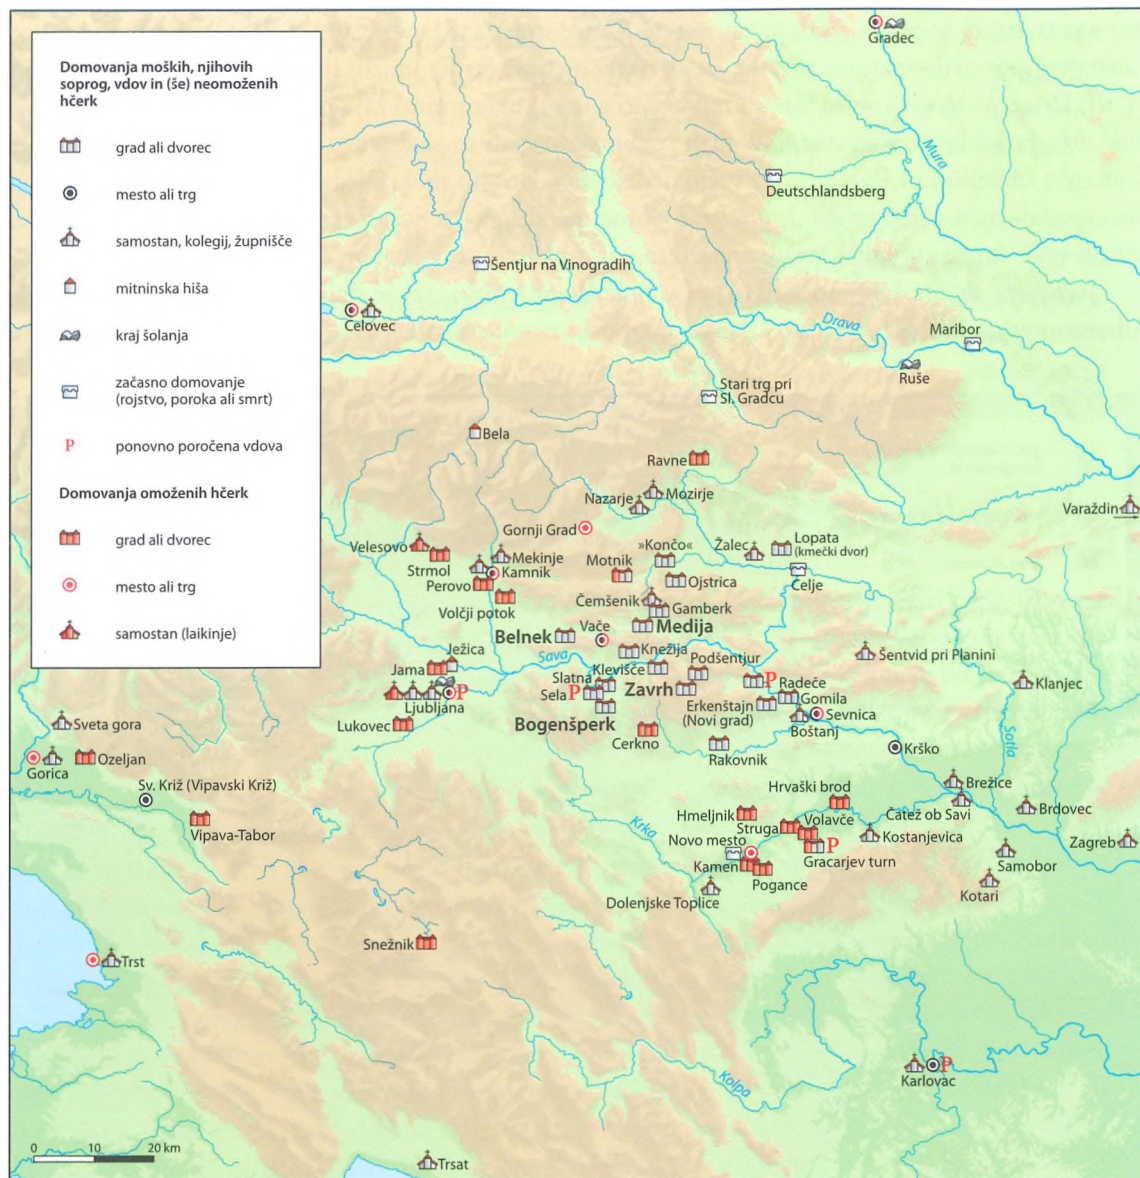 Domovanja moških, njihovih
soprog, vdov in (še) neomoženih
hčerk
grad ali dvorec
mesto ali trg
samostan, kolegij, župnišče
mitninska hiša
kraj šolanja
začasno domovanje
(rojstvo, poroka ali smrt)
P ponovno poročena vdova
Domovanja omoženih hčerk
grad ali dvorec
mesto ali trg
samostan (laikinje)
Gradec
Mura
Deutschlandsberg
Šentjur na Vinogradih
Celovec
Drava
Maribor
Ruše
Stari trg pri
Sl. Gradcu
Bela
Ravne
Nazarje
Mozirje
Varaždin
Gornji Grad
Velesovo
Strmol
Mekinje
Kamnik
Perovo
Volčji potok
Motnik
»Končo«
Žalec
Lopata
(kmečki dvor)
Celje
Ojstrica
Čemšenik
Gamberk
Medija
Belnek
Vače
Knežija
Sava
Ježica
Jama
Ljubljana
P
Lukovec
Slatna
Klevišče
Podšentjur
P
Radeče
Sela
P
Zavrh
Gomila
Erkenštajn
(Novi grad)
Bogenšperk
Cerkno
Boštanj
Sevnica
Rakovnik
Krško
Šentvid pri Planini
Klanjec
Sotla
Sveta gora
Gorica
Ozeljan
Sv. Križ (Vipavski Križ)
Vipava-Tabor
Krka
Hrvaški brod
Hmeljnik
Struga
Volavče
Novo mesto
P
Gracarjev turn
Kamen
Pogance
Dolenjske Toplice
Kostanjevica
Brežice
Čatež ob Savi
Brdovec
Zagreb
Samobor
Kotari
Snežnik
Trst
Kolpa
P
Karlovac
Trsat
0 10 20 km